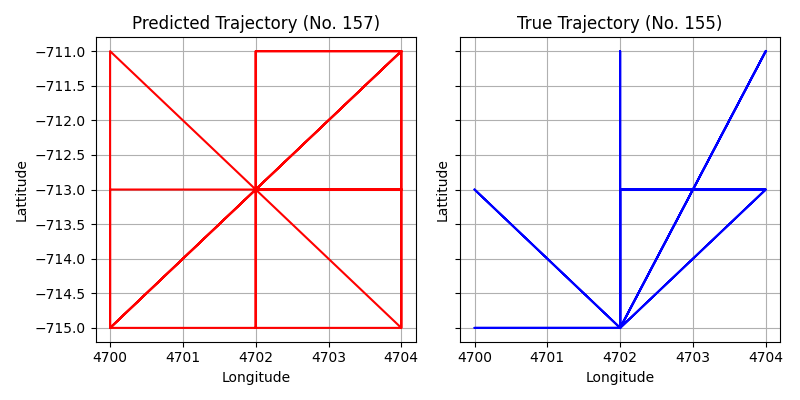 Predicted Trajectory (No. 157)
True Trajectory (No. 155)
−711.0
−711.5
−712.0
−712.5
−713.0
−713.5
−714.0
−714.5
−715.0
Lattitude
Lattitude
4700 4701 4702 4703 4704
4700 4701 4702 4703 4704
Longitude
Longitude